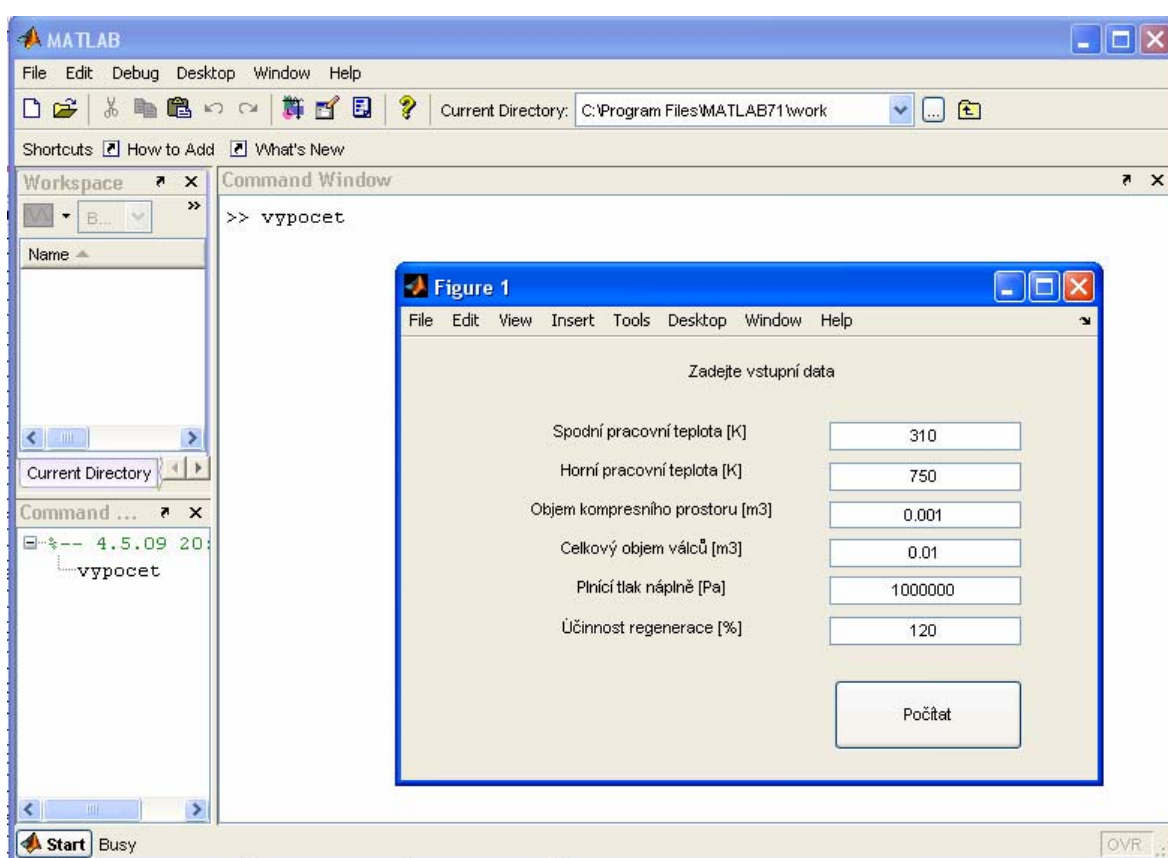 MATLAB
File Edit Debug Desktop Window Help
Current Directory: C:\Program Files\MATLAB71\work
Shortcuts How to Add What's New
Workspace
Command Window
B...
>> vypocet
Name
Figure 1
File Edit View Insert Tools Desktop Window Help
Zadejte vstupní data
Spodní pracovní teplota [K] 310
Horní pracovní teplota [K] 750
Objem kompresního prostoru [m3] 0.001
Celkový objem válců [m3] 0.01
Plnící tlak náplně [Pa] 1000000
Účinnost regenerace [%] 120
Počítat
Current Directory
Command ...
%-- 4.5.09 20:
vypocet
Start Busy
OVR